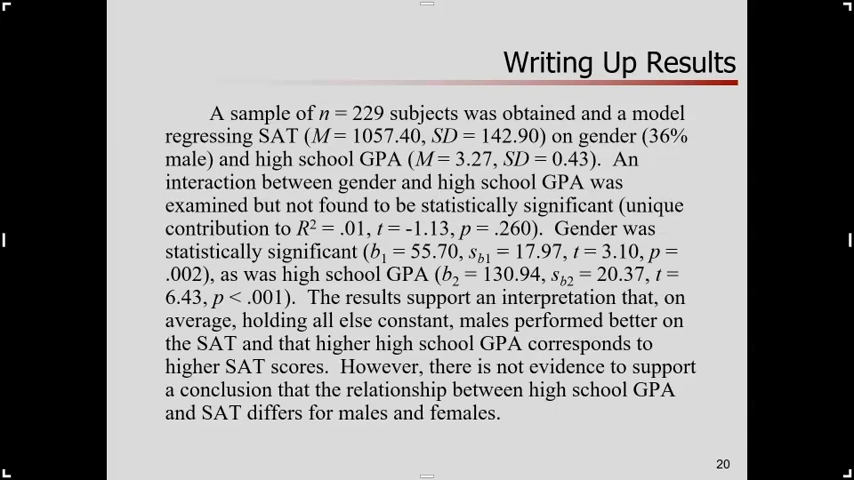 Writing Up Results
A sample of n = 229 subjects was obtained and a model
regressing SAT (M = 1057.40, SD = 142.90) on gender (36%
male) and high school GPA (M = 3.27, SD = 0.43).  An
interaction between gender and high school GPA was
examined but not found to be statistically significant (unique
contribution to R² = .01, t = -1.13, p = .260).  Gender was
statistically significant (b₁ = 55.70, sb1 = 17.97, t = 3.10, p =
.002), as was high school GPA (b₂ = 130.94, sb2 = 20.37, t =
6.43, p < .001).  The results support an interpretation that, on
average, holding all else constant, males performed better on
the SAT and that higher high school GPA corresponds to
higher SAT scores.  However, there is not evidence to support
a conclusion that the relationship between high school GPA
and SAT differs for males and females.
20